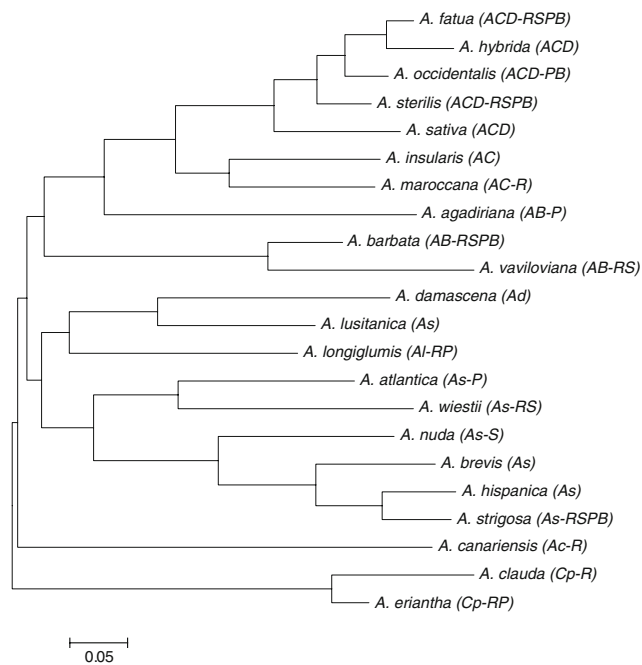 A. fatua (ACD-RSPB)
A. hybrida (ACD)
A. occidentalis (ACD-PB)
A. sterilis (ACD-RSPB)
A. sativa (ACD)
A. insularis (AC)
A. maroccana (AC-R)
A. agadiriana (AB-P)
A. barbata (AB-RSPB)
A. vaviloviana (AB-RS)
A. damascena (Ad)
A. lusitanica (As)
A. longiglumis (Al-RP)
A. atlantica (As-P)
A. wiestii (As-RS)
A. nuda (As-S)
A. brevis (As)
A. hispanica (As)
A. strigosa (As-RSPB)
A. canariensis (Ac-R)
A. clauda (Cp-R)
A. eriantha (Cp-RP)
0.05